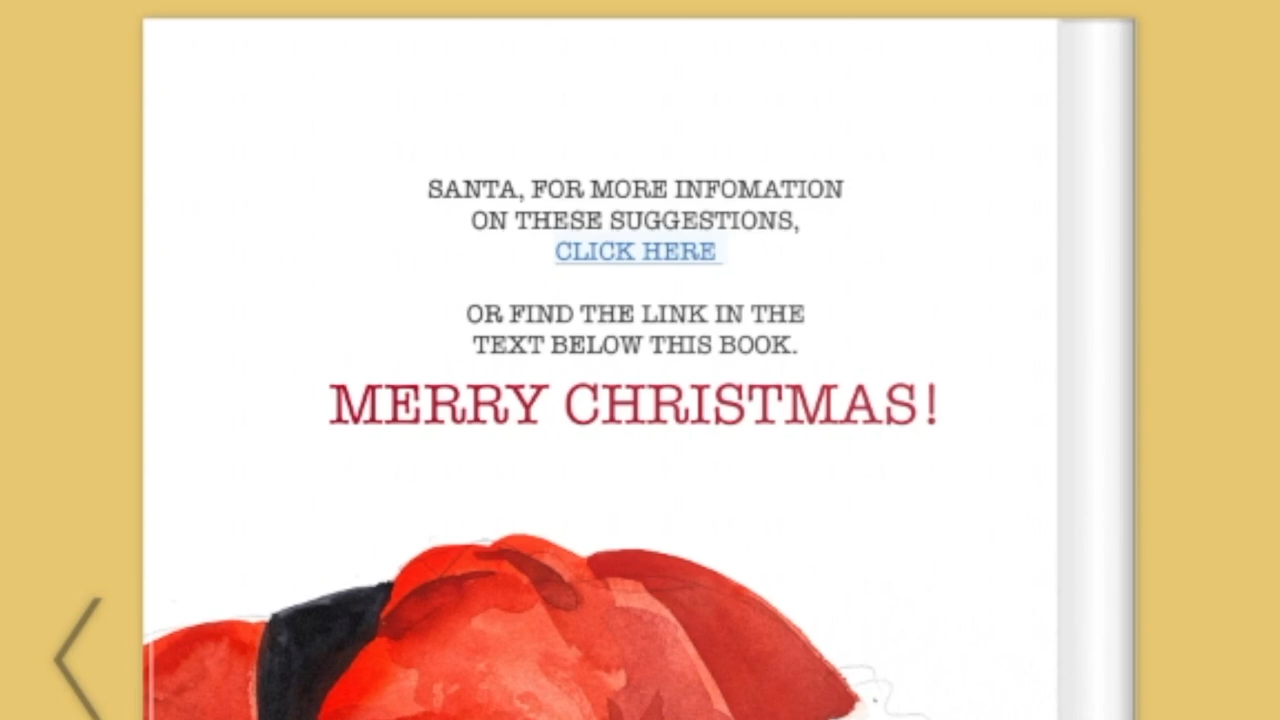 SANTA, FOR MORE INFOMATION
ON THESE SUGGESTIONS,
CLICK HERE
OR FIND THE LINK IN THE
TEXT BELOW THIS BOOK.
MERRY CHRISTMAS!